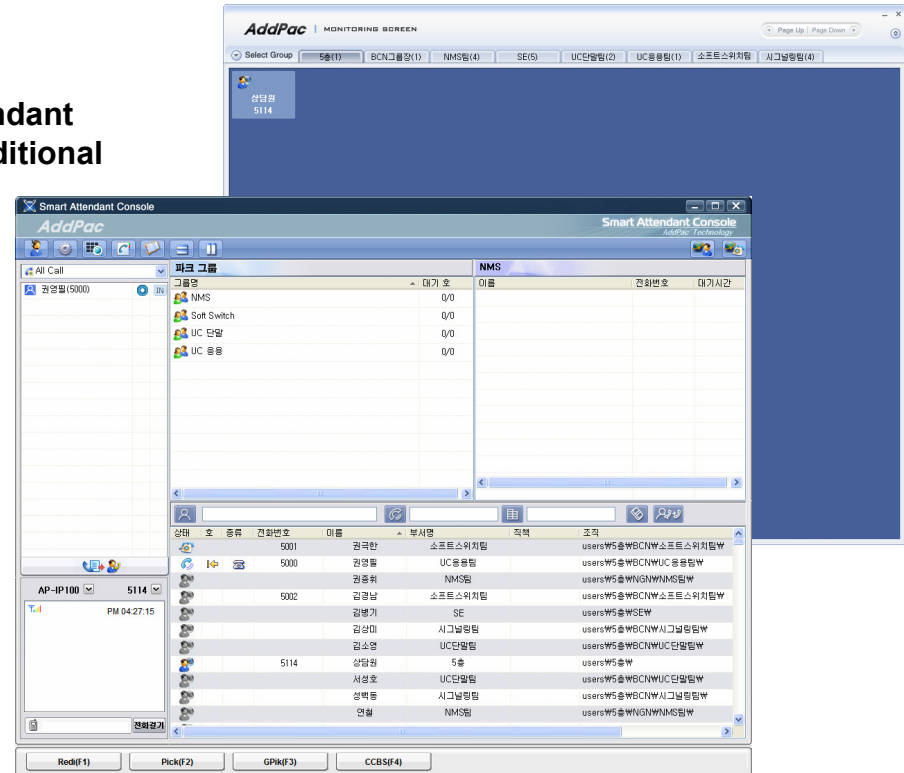 AddPac | MONITORING SCREEN
Page Up | Page Down
Select Group 5층(1) BCN그룹장(1) NMS팀(4) SE(5) UC단말팀(2) UC응용팀(1) 소프트스위치팀 시그널링팀(4)
상담원
5114
ndant
ditional
Smart Attendant Console
AddPac
Smart Attendant Console
AddPac Technology
All Call
권영필(5000) IN
파크 그룹
그룹명 대기 호
NMS 0/0
Soft Switch 0/0
UC 단말 0/0
UC 응용 0/0
NMS
이름 전화번호 대기시간
상태 호 종류 전화번호 이름 부서명 직책 조직
5001 권극한 소프트스위치팀 users₩5층₩BCN₩소프트스위치팀₩
5000 권영필 UC응용팀 users₩5층₩BCN₩UC응용팀₩
권종휘 NMS팀 users₩5층₩NGN₩NMS팀₩
5002 김경남 소프트스위치팀 users₩5층₩BCN₩소프트스위치팀₩
김병기 SE users₩5층₩SE₩
김상미 시그널링팀 users₩5층₩BCN₩시그널링팀₩
김소영 UC단말팀 users₩5층₩BCN₩UC단말팀₩
5114 상담원 5층 users₩5층₩
서성호 UC단말팀 users₩5층₩BCN₩UC단말팀₩
성백동 시그널링팀 users₩5층₩BCN₩시그널링팀₩
연철 NMS팀 users₩5층₩NGN₩NMS팀₩
AP-IP100 5114
PM 04:27:15
전화걸기
Redi(F1) Pick(F2) GPik(F3) CCBS(F4)